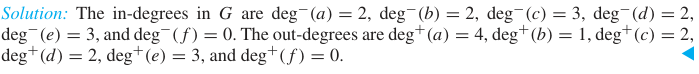 Solution: The in-degrees in G are deg⁻(a) = 2, deg⁻(b) = 2, deg⁻(c) = 3, deg⁻(d) = 2,
deg⁻(e) = 3, and deg⁻(f) = 0. The out-degrees are deg⁺(a) = 4, deg⁺(b) = 1, deg⁺(c) = 2,
deg⁺(d) = 2, deg⁺(e) = 3, and deg⁺(f) = 0.